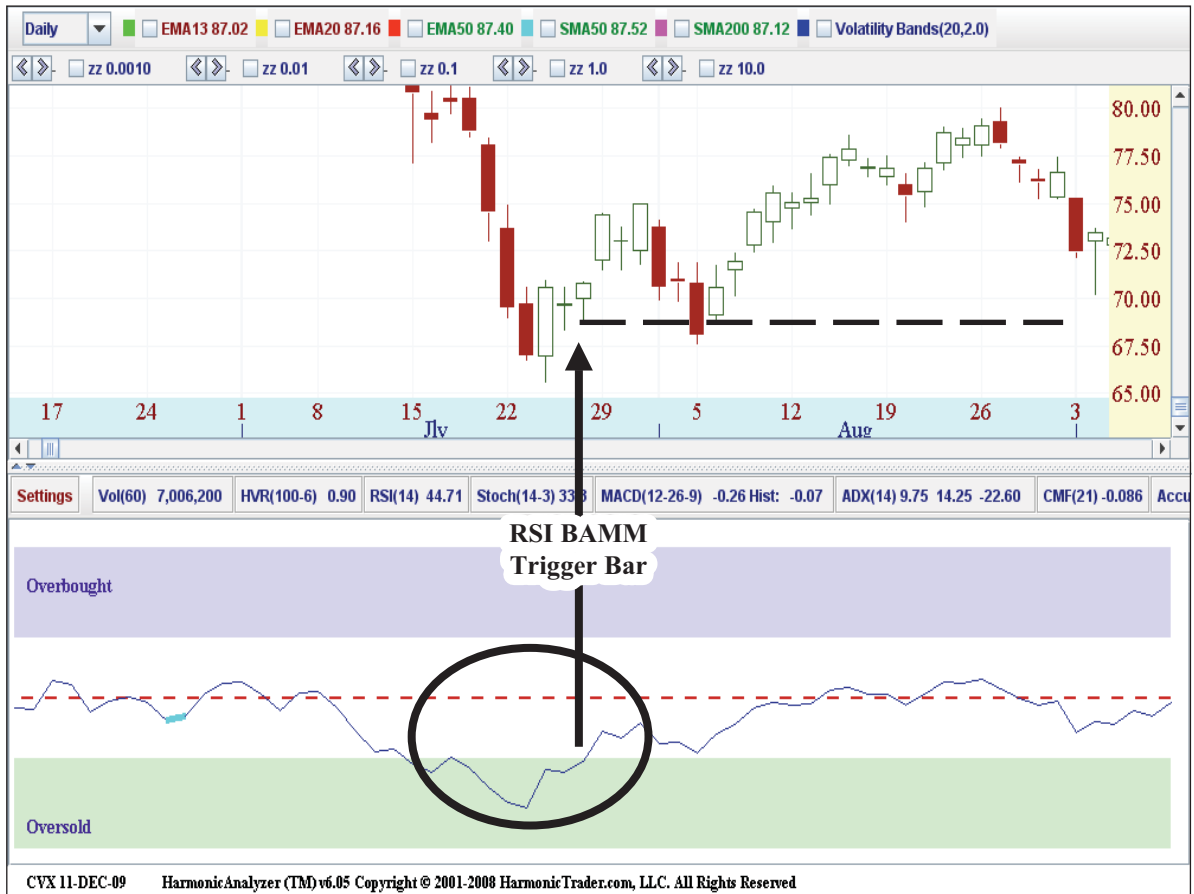 Daily EMA13 87.02 EMA20 87.16 EMA50 87.40 SMA50 87.52 SMA200 87.12 Volatility Bands(20,2.0)
zz 0.0010 zz 0.01 zz 0.1 zz 1.0 zz 10.0
80.00
77.50
75.00
72.50
70.00
67.50
65.00
17 24 1 8 15 22 29 5 12 19 26 3
Jly Aug
Settings Vol(60) 7,006,200 HVR(100-6) 0.90 RSI(14) 44.71 Stoch(14-3) 33.3 MACD(12-26-9) -0.26 Hist: -0.07 ADX(14) 9.75 14.25 -22.60 CMF(21) -0.086 Accu
RSI BAMM
Trigger Bar
Overbought
Oversold
CVX 11-DEC-09 HarmonicAnalyzer (TM) v6.05 Copyright © 2001-2008 HarmonicTrader.com, LLC. All Rights Reserved